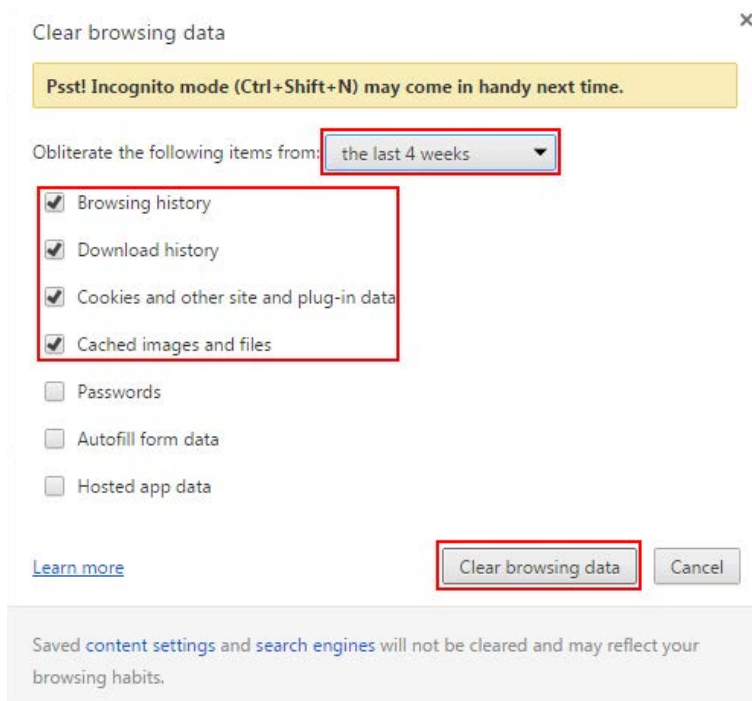 Clear browsing data
Psst! Incognito mode (Ctrl+Shift+N) may come in handy next time.
Obliterate the following items from: the last 4 weeks
Browsing history
Download history
Cookies and other site and plug-in data
Cached images and files
Passwords
Autofill form data
Hosted app data
Learn more Clear browsing data Cancel
Saved content settings and search engines will not be cleared and may reflect your
browsing habits.